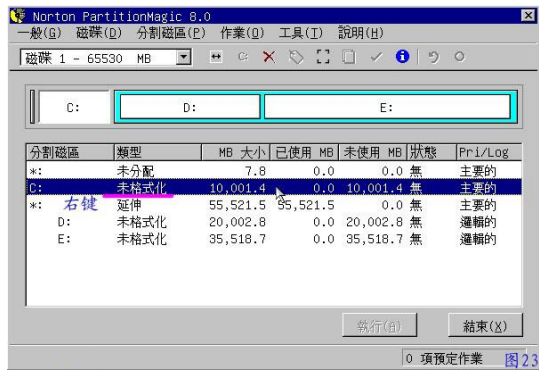 Norton PartitionMagic 8.0
一般(G) 磁碟(D) 分割磁區(P) 作業(O) 工具(T) 說明(H)
磁碟 1 - 65530 MB C:
C: D: E:
分割磁區 類型 MB 大小 已使用 MB 未使用 MB 狀態 Pri/Log
*: 未分配 7.8 0.0 0.0 無 主要的
C: 未格式化 10,001.4 0.0 10,001.4 無 主要的
*: 右键 延伸 55,521.5 55,521.5 0.0 無 主要的
D: 未格式化 20,002.8 0.0 20,002.8 無 邏輯的
E: 未格式化 35,518.7 0.0 35,518.7 無 邏輯的
執行(A) 結束(X)
0 項預定作業 图23